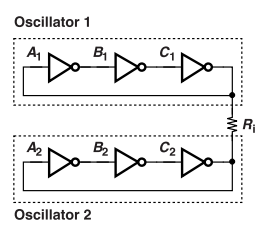 Oscillator 1
A1 B1 C1
Ri
A2 B2 C2
Oscillator 2